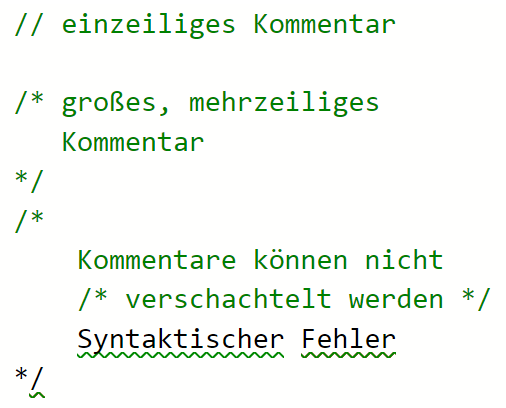 // einzeiliges Kommentar
/* großes, mehrzeiliges
Kommentar
*/
/*
Kommentare können nicht
/* verschachtelt werden */
Syntaktischer Fehler
*/